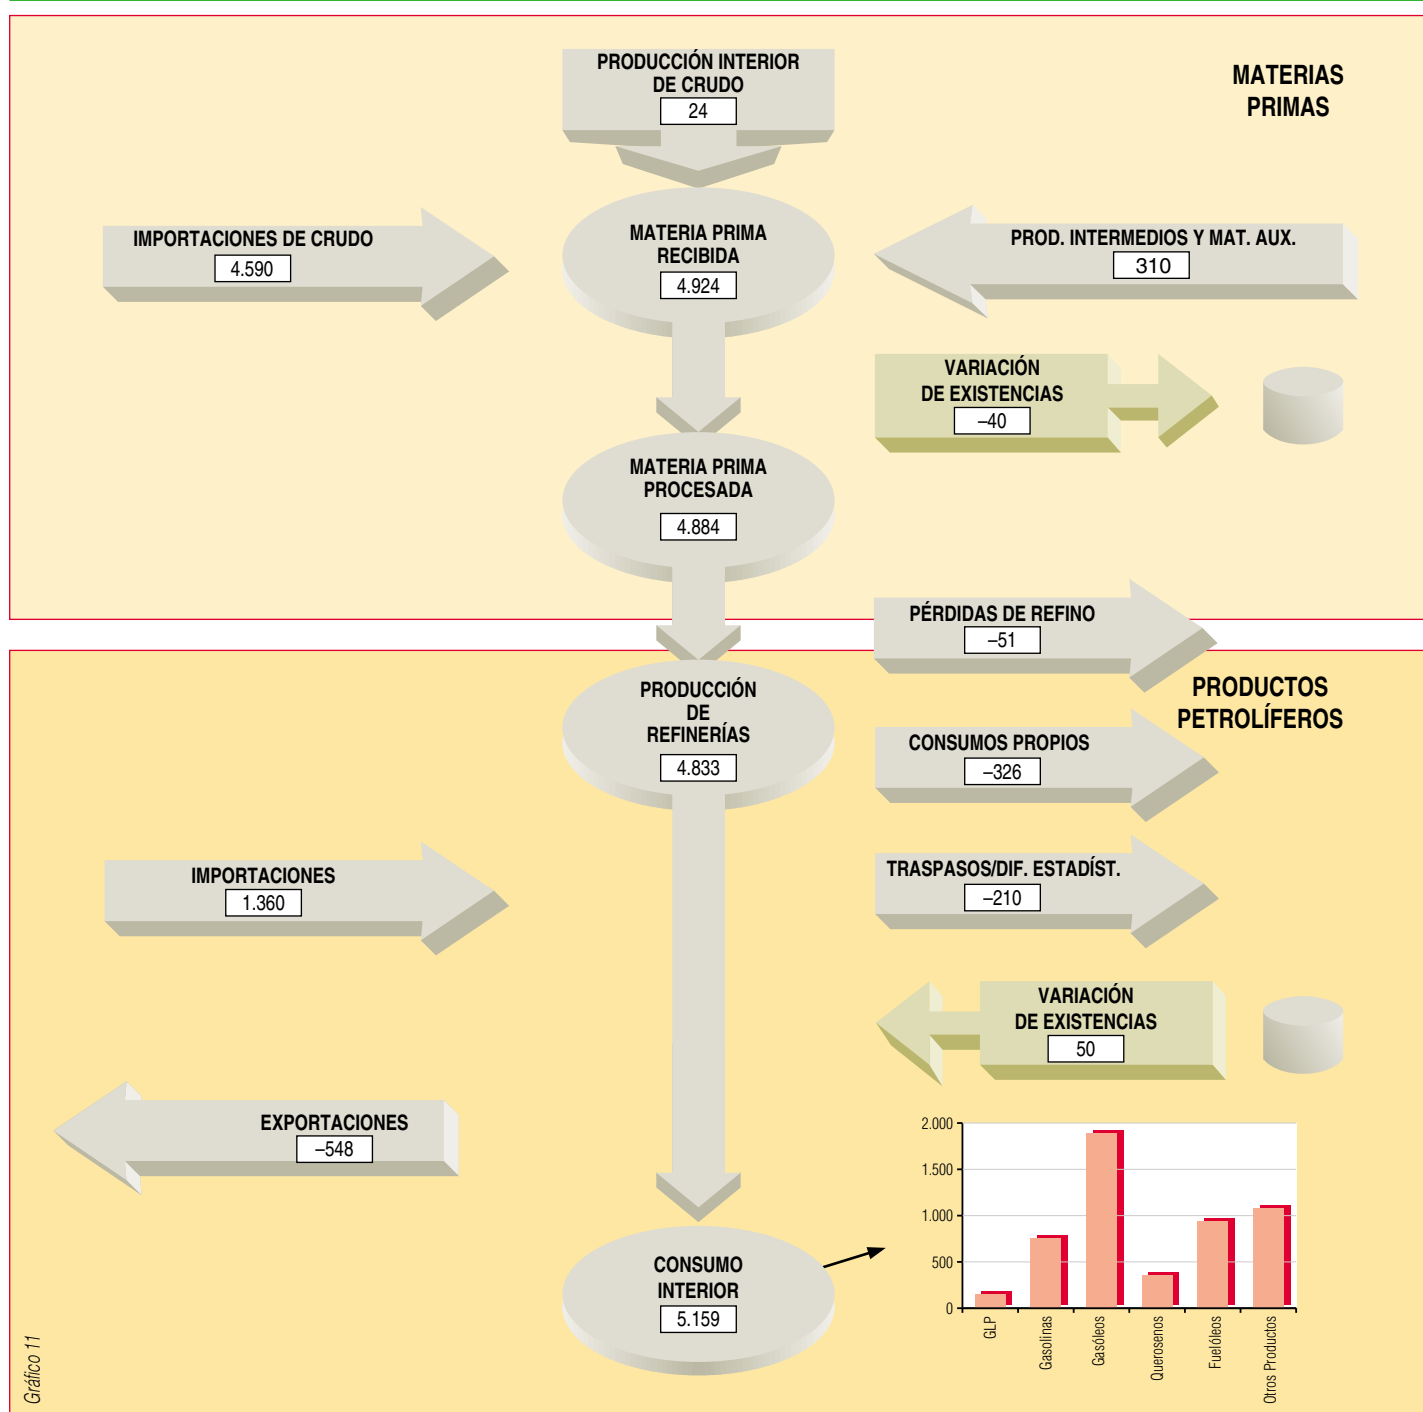 PRODUCCIÓN INTERIOR
DE CRUDO
24
MATERIAS
PRIMAS
IMPORTACIONES DE CRUDO
4.590
MATERIA PRIMA
RECIBIDA
4.924
PROD. INTERMEDIOS Y MAT. AUX.
310
VARIACIÓN
DE EXISTENCIAS
–40
MATERIA PRIMA
PROCESADA
4.884
PÉRDIDAS DE REFINO
–51
PRODUCCIÓN
DE
REFINERÍAS
4.833
PRODUCTOS
PETROLÍFEROS
CONSUMOS PROPIOS
–326
IMPORTACIONES
1.360
TRASPASOS/DIF. ESTADÍST.
–210
VARIACIÓN
DE EXISTENCIAS
50
EXPORTACIONES
–548
CONSUMO
INTERIOR
5.159
2.000
1.500
1.000
500
0
GLP
Gasolinas
Gasóleos
Querosenos
Fuelóleos
Otros Productos
Gráfico 11